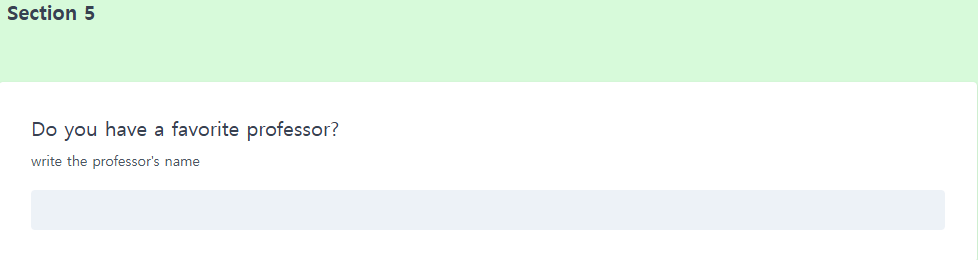 Section 5
Do you have a favorite professor?
write the professor's name